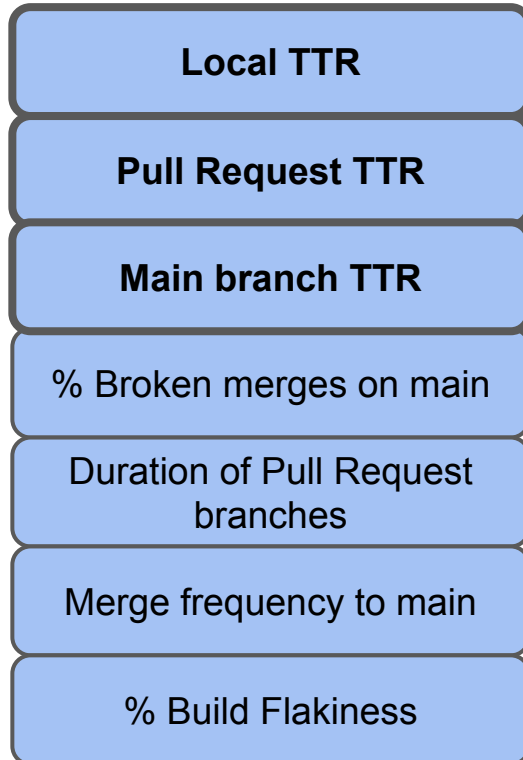 Local TTR
Pull Request TTR
Main branch TTR
% Broken merges on main
Duration of Pull Request
branches
Merge frequency to main
% Build Flakiness